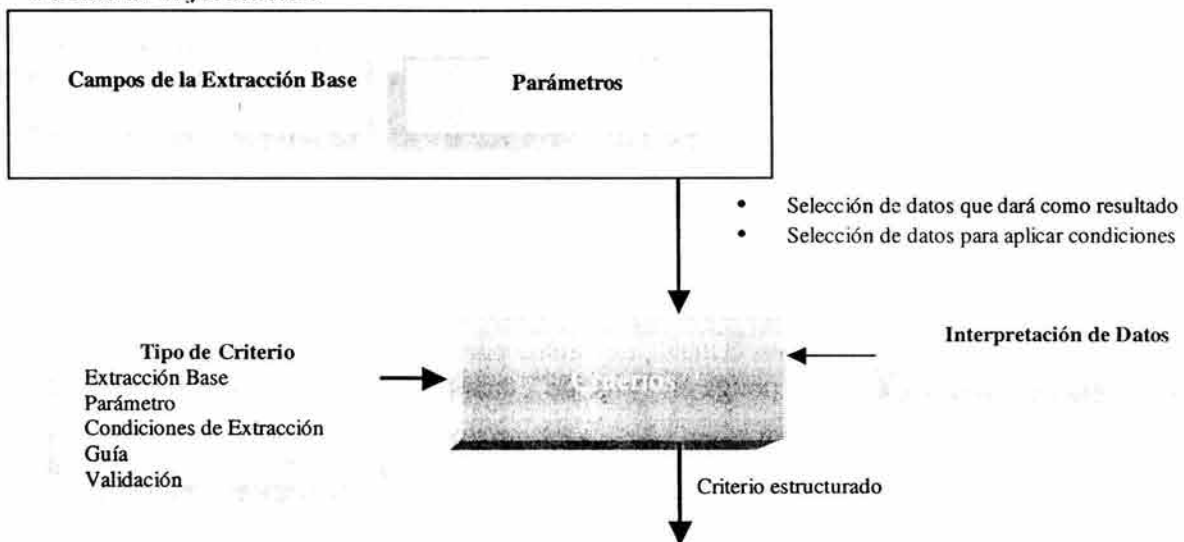 Campos de la Extracción Base
Parámetros
• Selección de datos que dará como resultado
• Selección de datos para aplicar condiciones
Interpretación de Datos
Tipo de Criterio
Extracción Base
Parámetro
Condiciones de Extracción
Guía
Validación
Criterios
Criterio estructurado